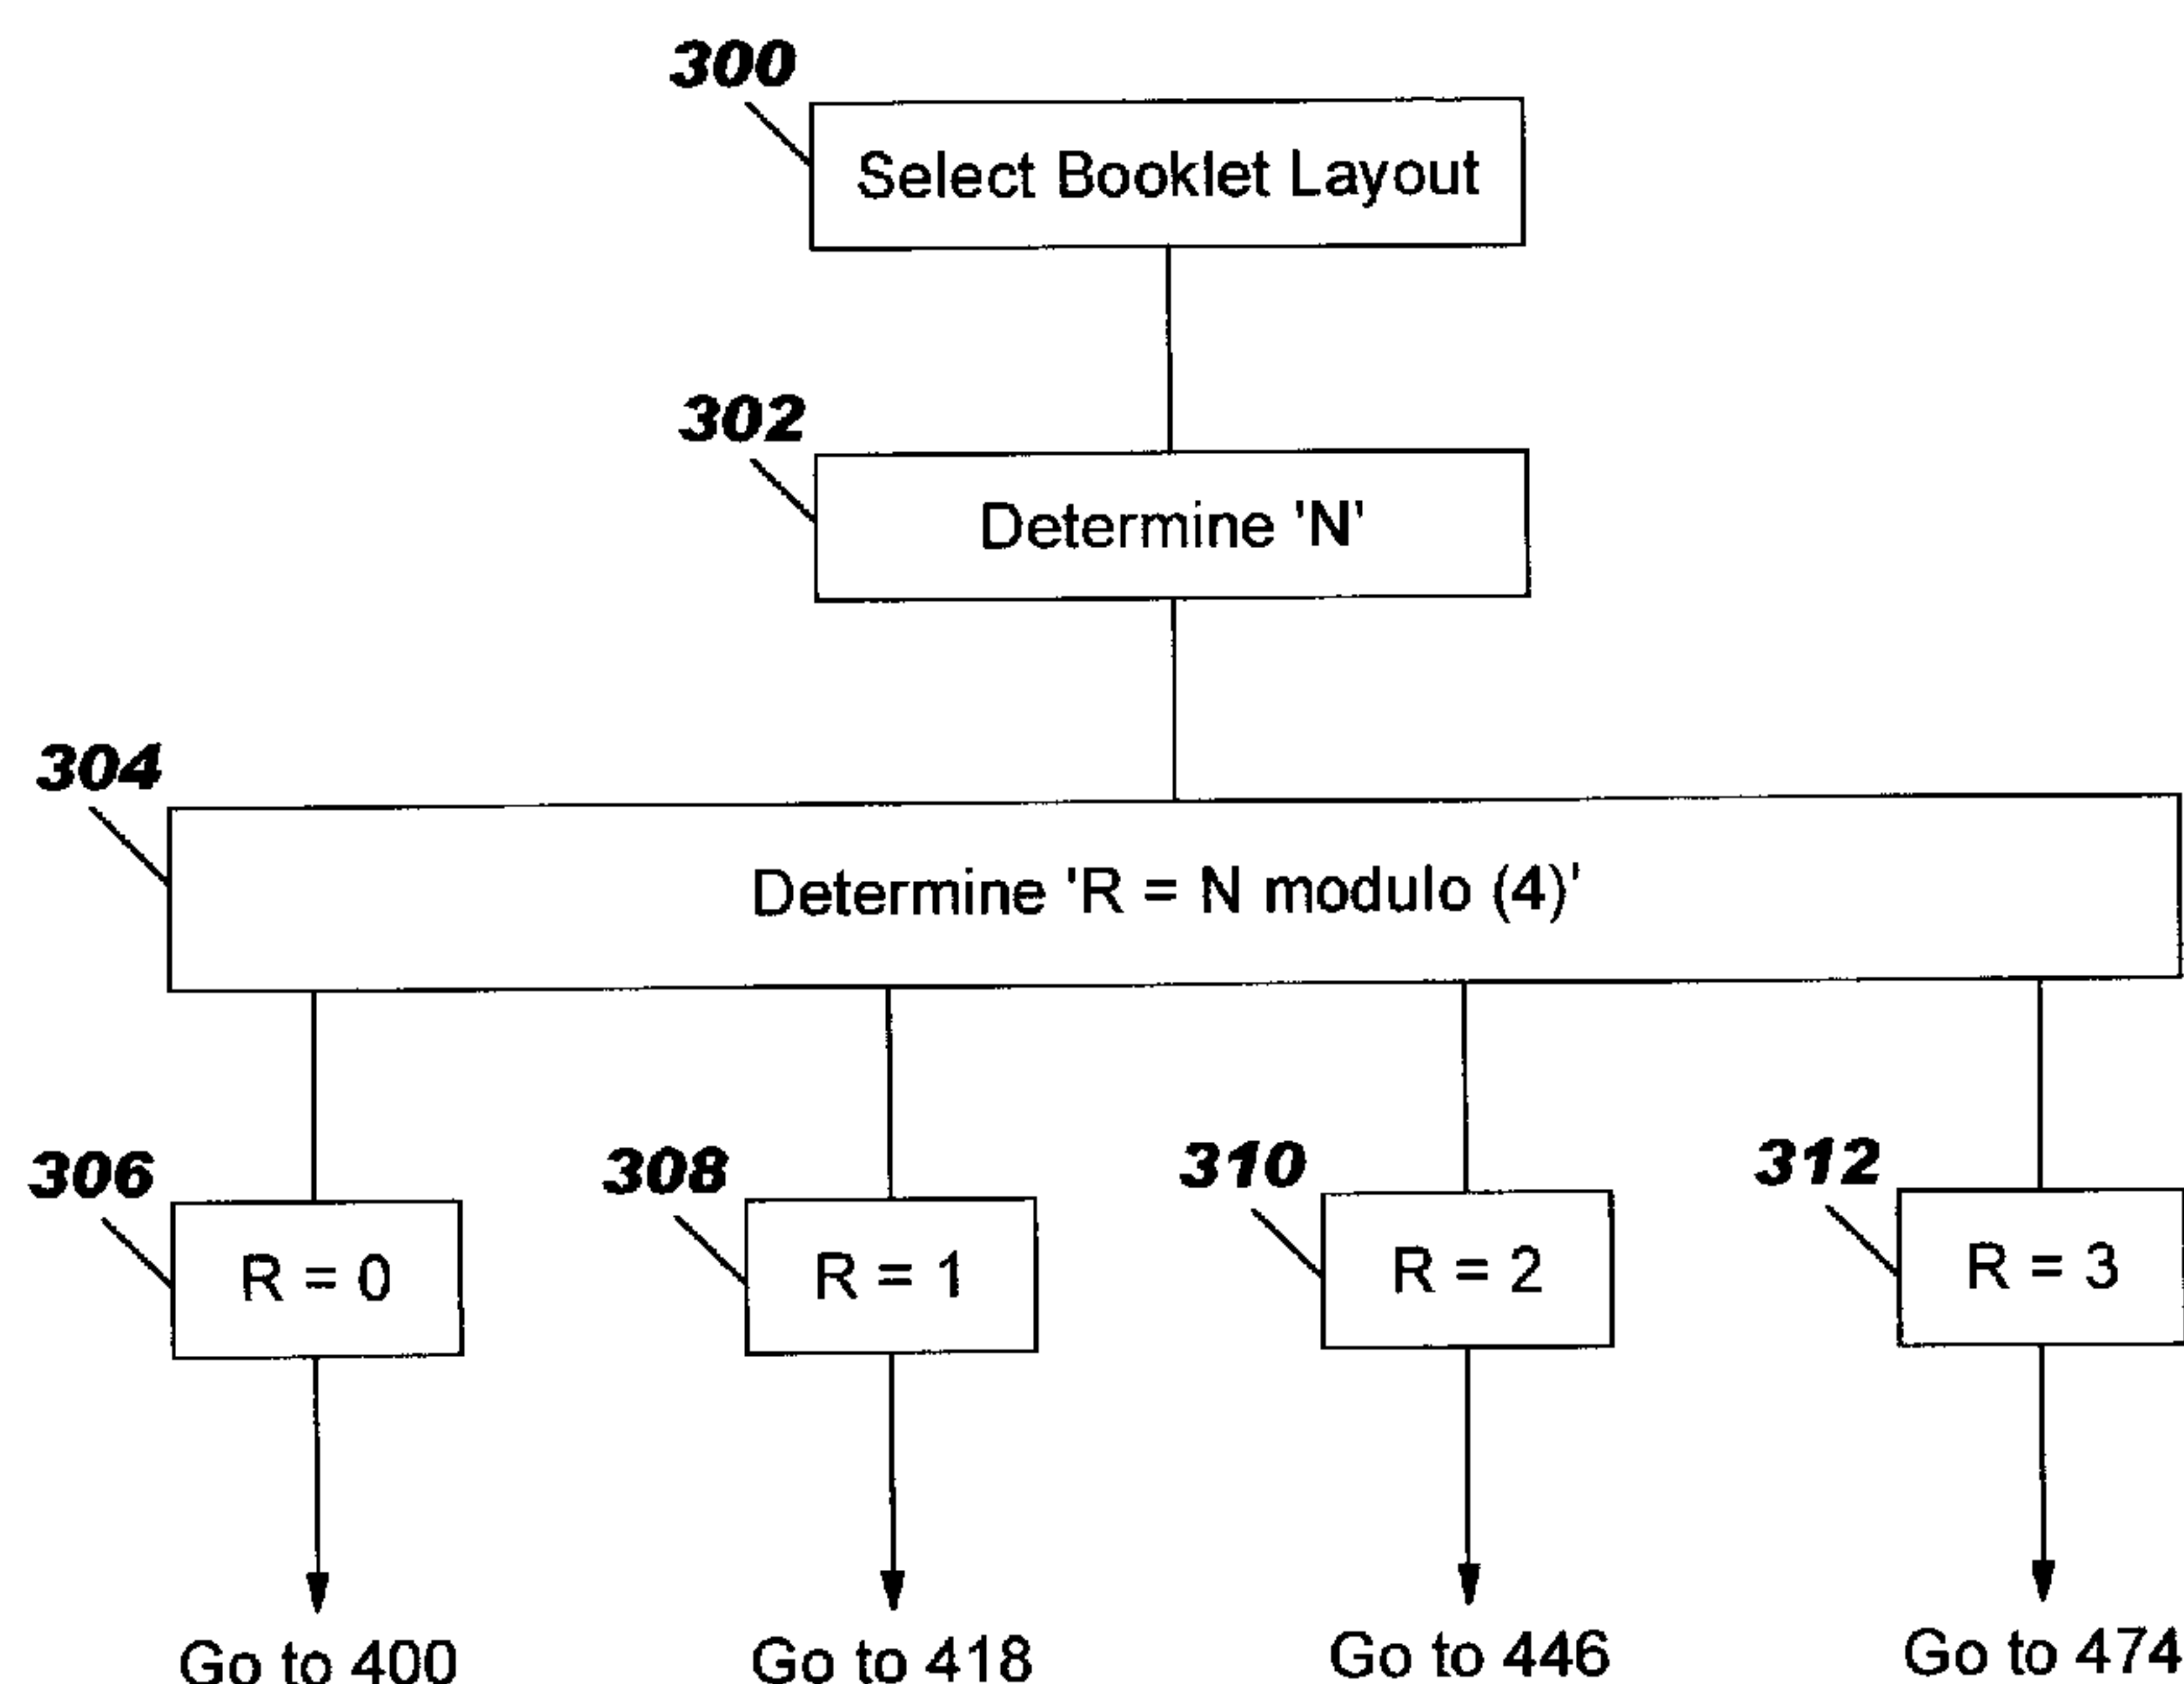 300
Select Booklet Layout
302
Determine 'N'
304
Determine 'R = N modulo (4)'
306
308
310
312
R = 0
R = 1
R = 2
R = 3
Go to 400
Go to 418
Go to 446
Go to 474